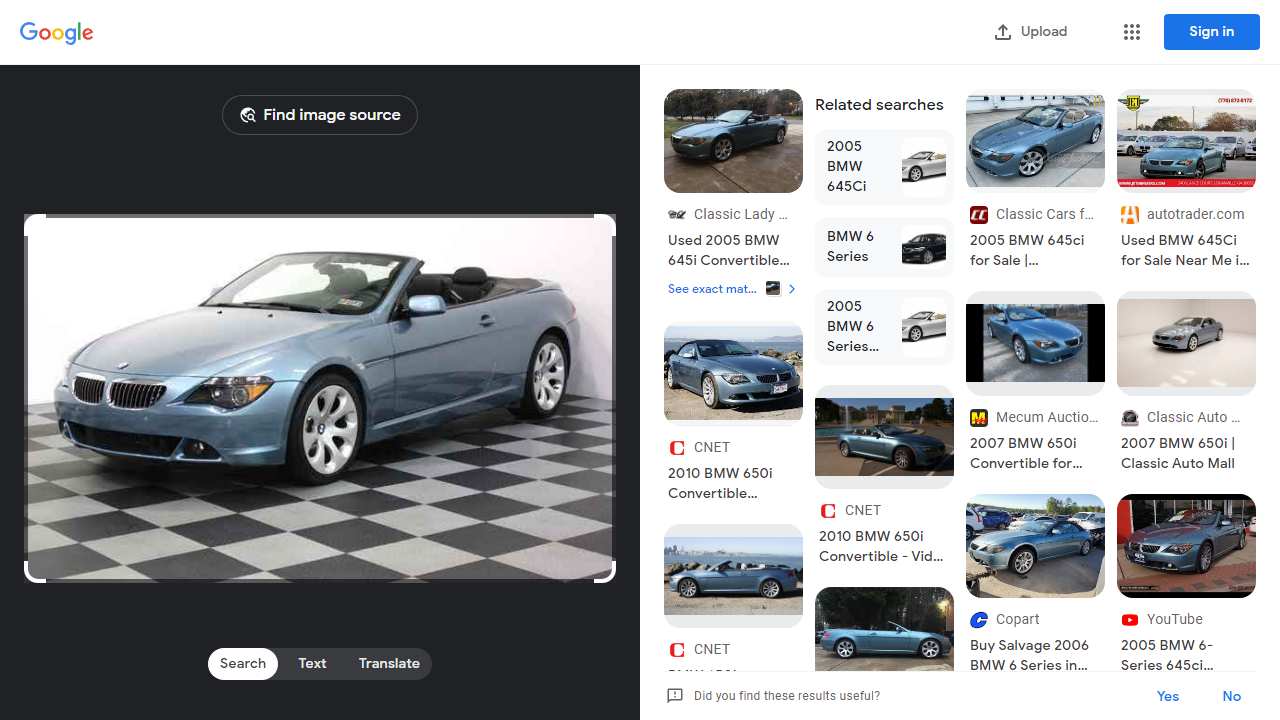 Google
Upload
Sign in
Find image source
Search
Text
Translate
Classic Lady ...
Used 2005 BMW
645i Convertible...
See exact mat...
CNET
2010 BMW 650i
Convertible...
CNET
Related searches
2005
BMW
645Ci
BMW 6
Series
2005
BMW 6
Series...
CNET
2010 BMW 650i
Convertible - Vid...
Classic Cars f...
2005 BMW 645ci
for Sale |...
Mecum Auctio...
2007 BMW 650i
Convertible for...
Copart
Buy Salvage 2006
BMW 6 Series in...
(770) 872-8172
autotrader.com
Used BMW 645Ci
for Sale Near Me i...
Classic Auto ...
2007 BMW 650i |
Classic Auto Mall
YouTube
2005 BMW 6-
Series 645ci...
Did you find these results useful?
Yes
No